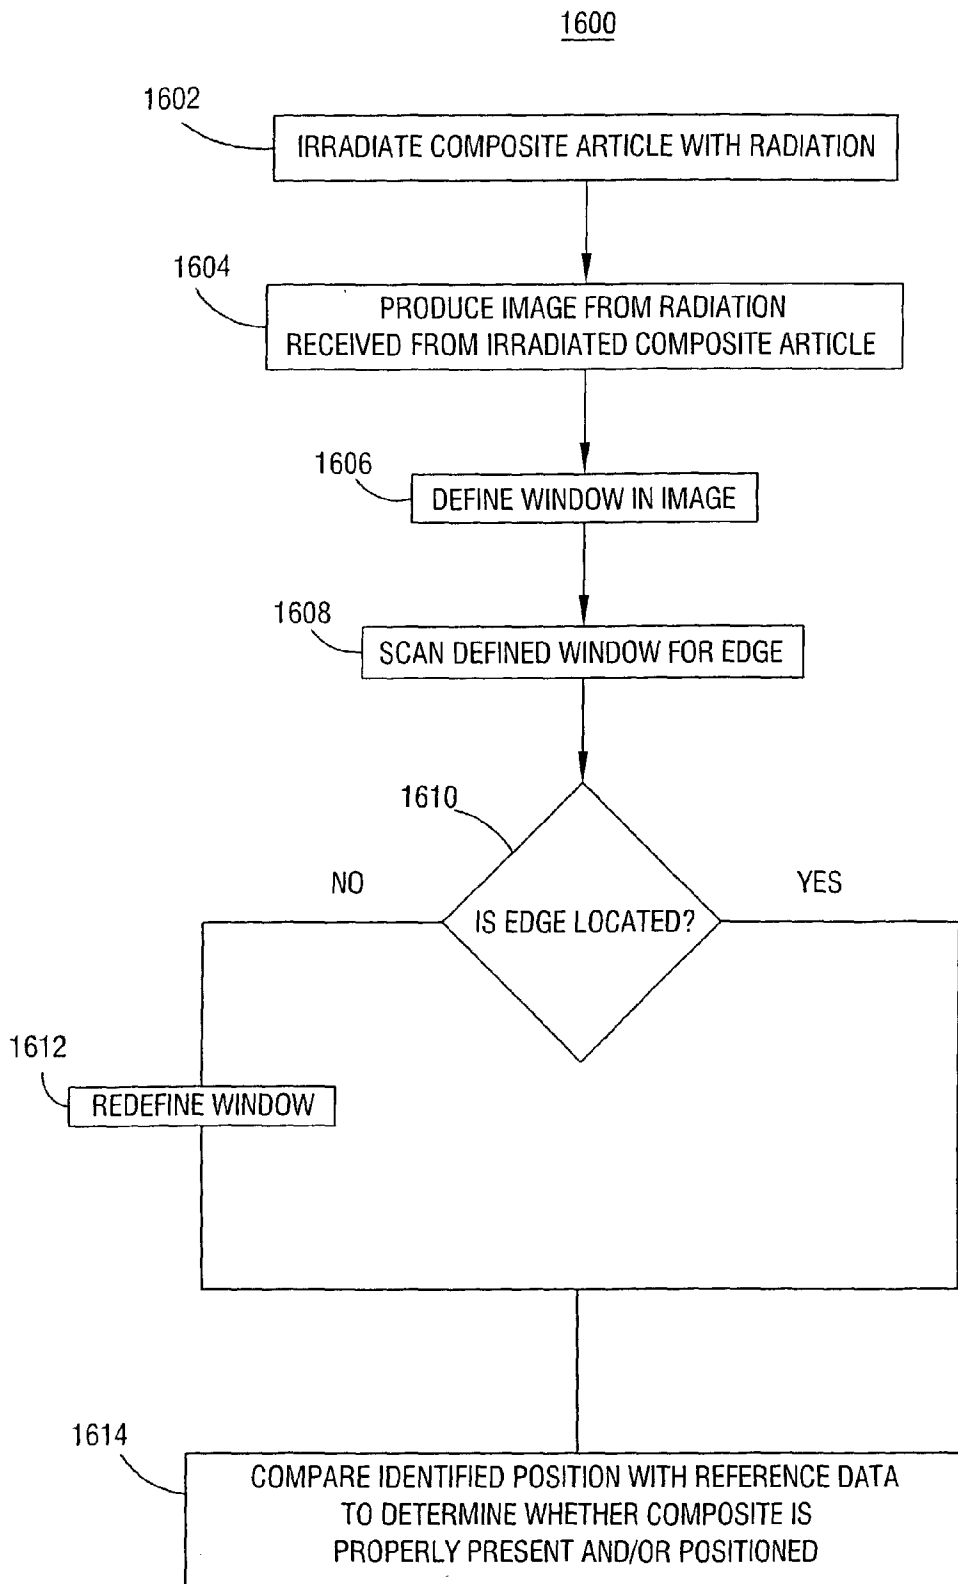 1600
1602
IRRADIATE COMPOSITE ARTICLE WITH RADIATION
1604
PRODUCE IMAGE FROM RADIATION
RECEIVED FROM IRRADIATED COMPOSITE ARTICLE
1606
DEFINE WINDOW IN IMAGE
1608
SCAN DEFINED WINDOW FOR EDGE
1610
NO
YES
IS EDGE LOCATED?
1612
REDEFINE WINDOW
1614
COMPARE IDENTIFIED POSITION WITH REFERENCE DATA
TO DETERMINE WHETHER COMPOSITE IS
PROPERLY PRESENT AND/OR POSITIONED